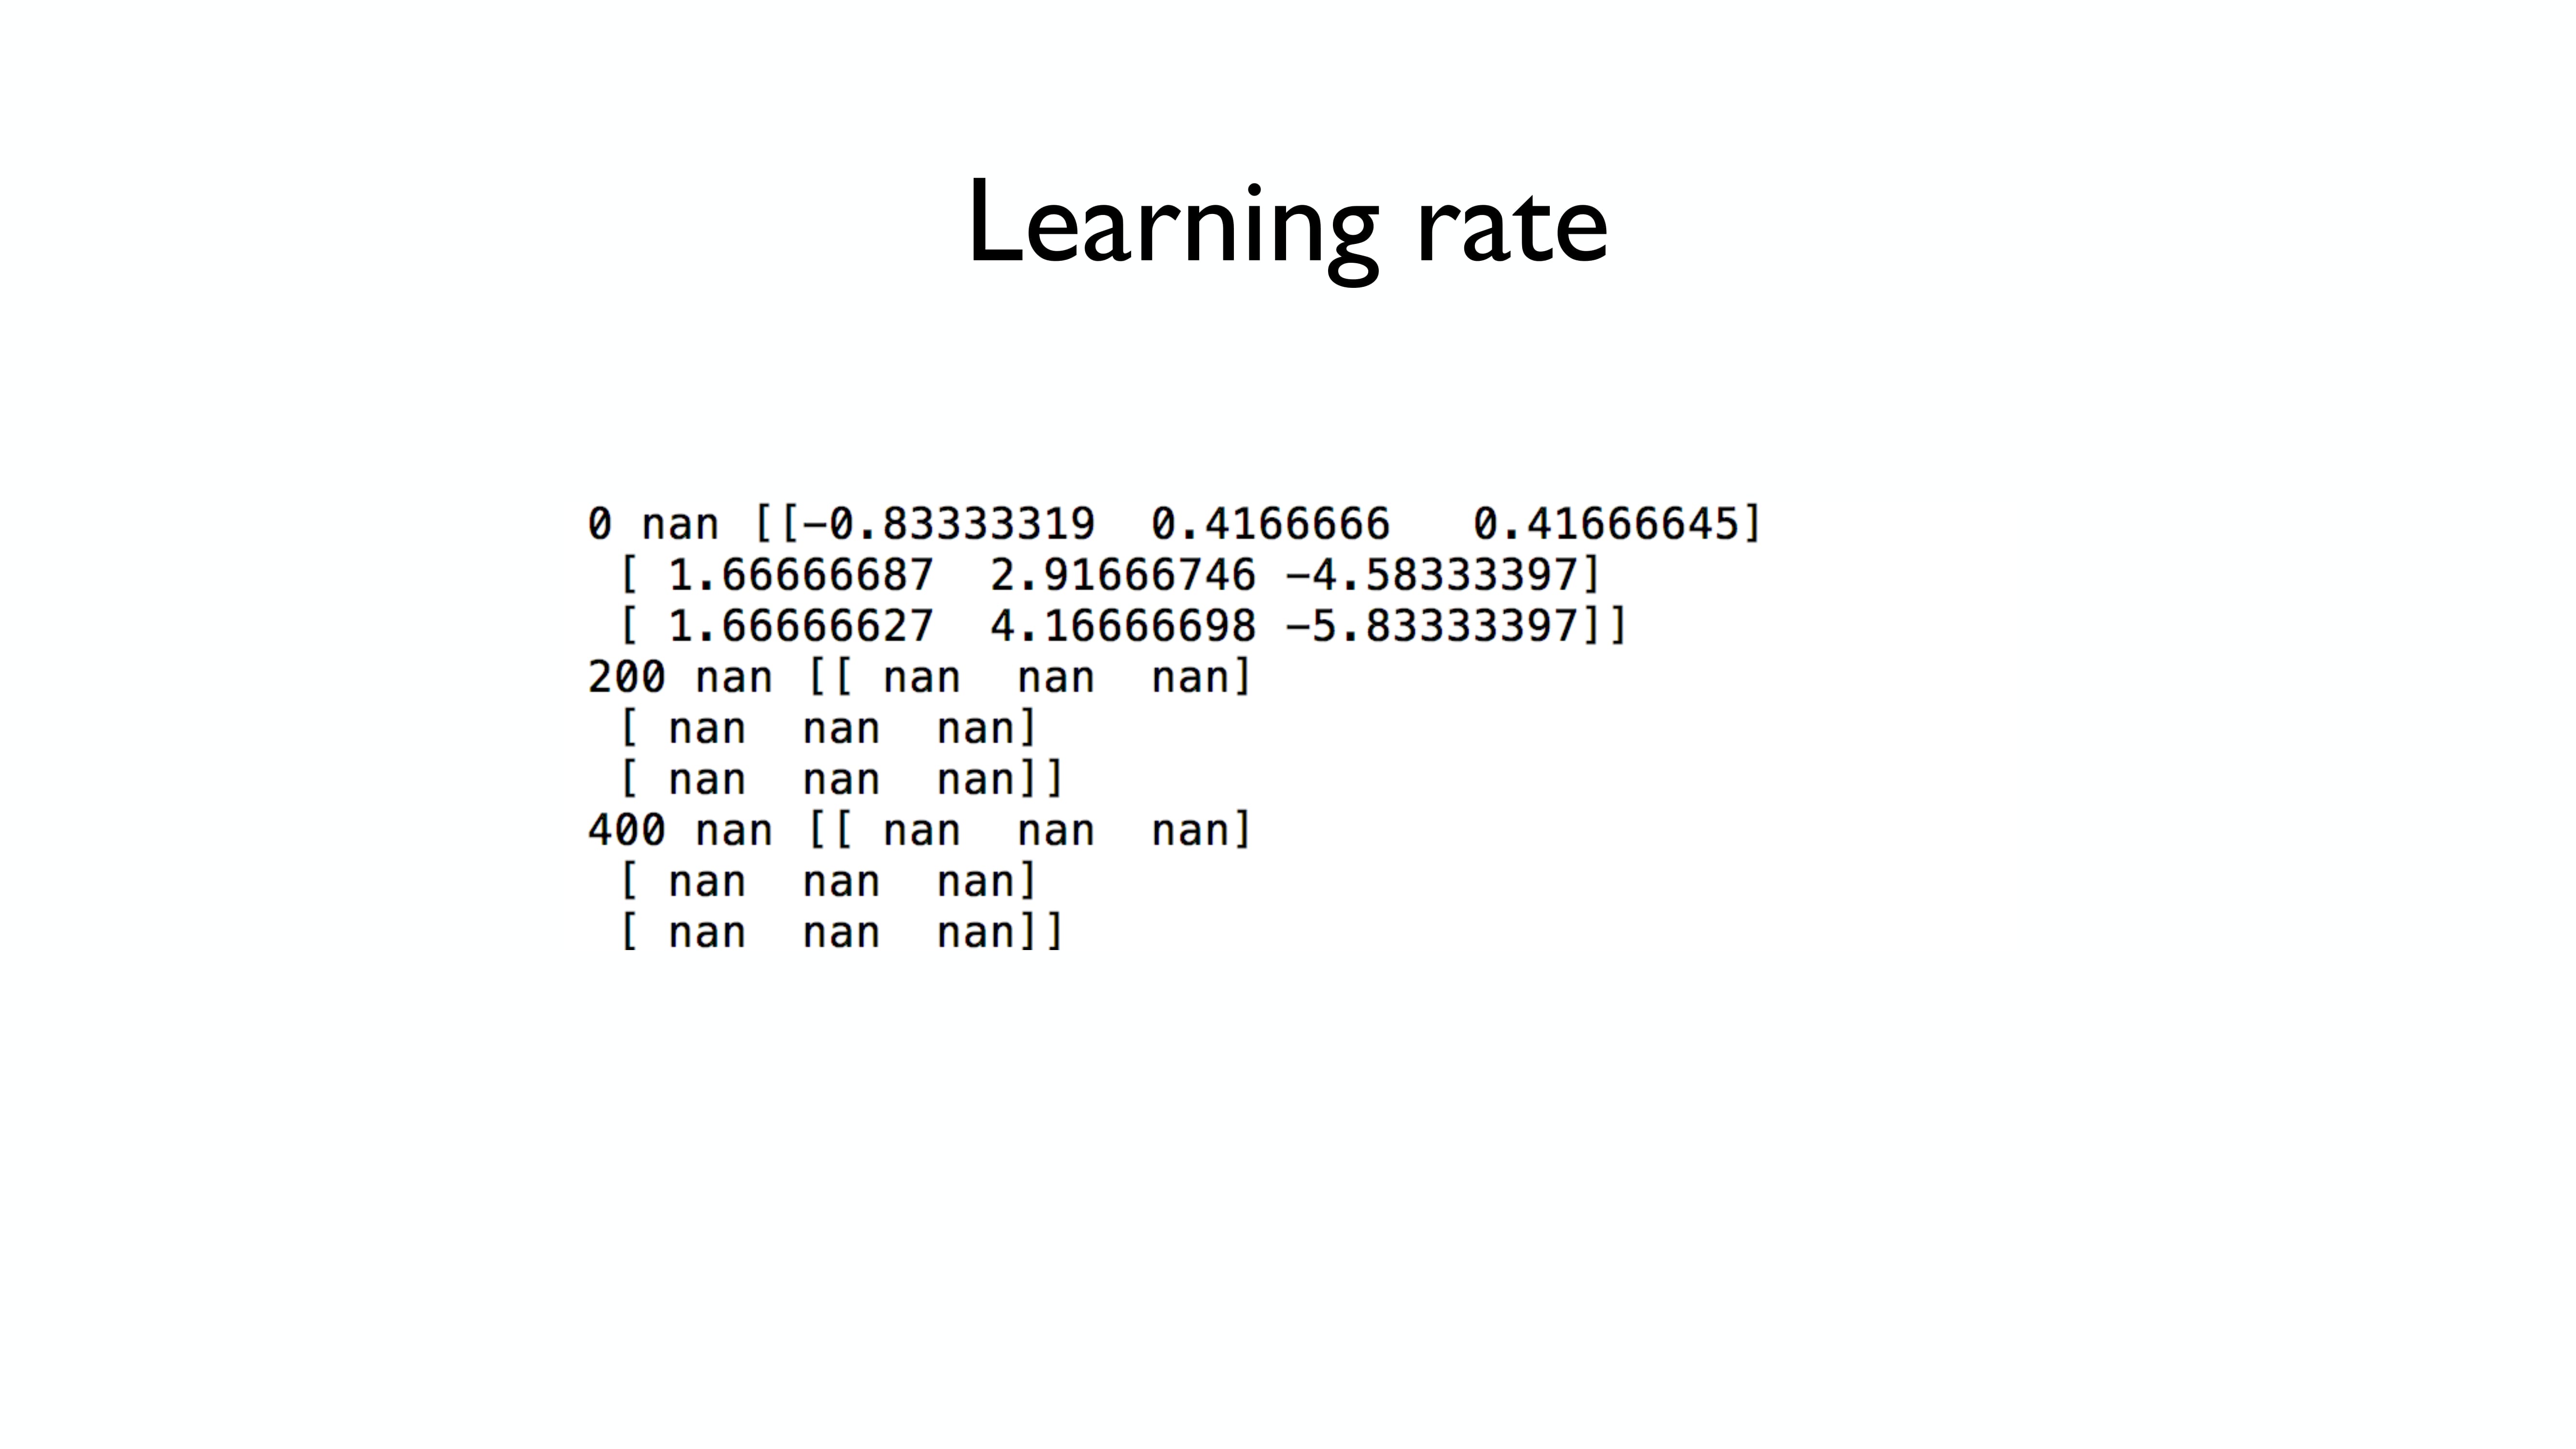 Learning rate
0 nan [[-0.83333319  0.4166666   0.41666645]
 [ 1.66666687  2.91666746 -4.58333397]
 [ 1.66666627  4.16666698 -5.83333397]]
200 nan [[ nan  nan  nan]
 [ nan  nan  nan]
 [ nan  nan  nan]]
400 nan [[ nan  nan  nan]
 [ nan  nan  nan]
 [ nan  nan  nan]]